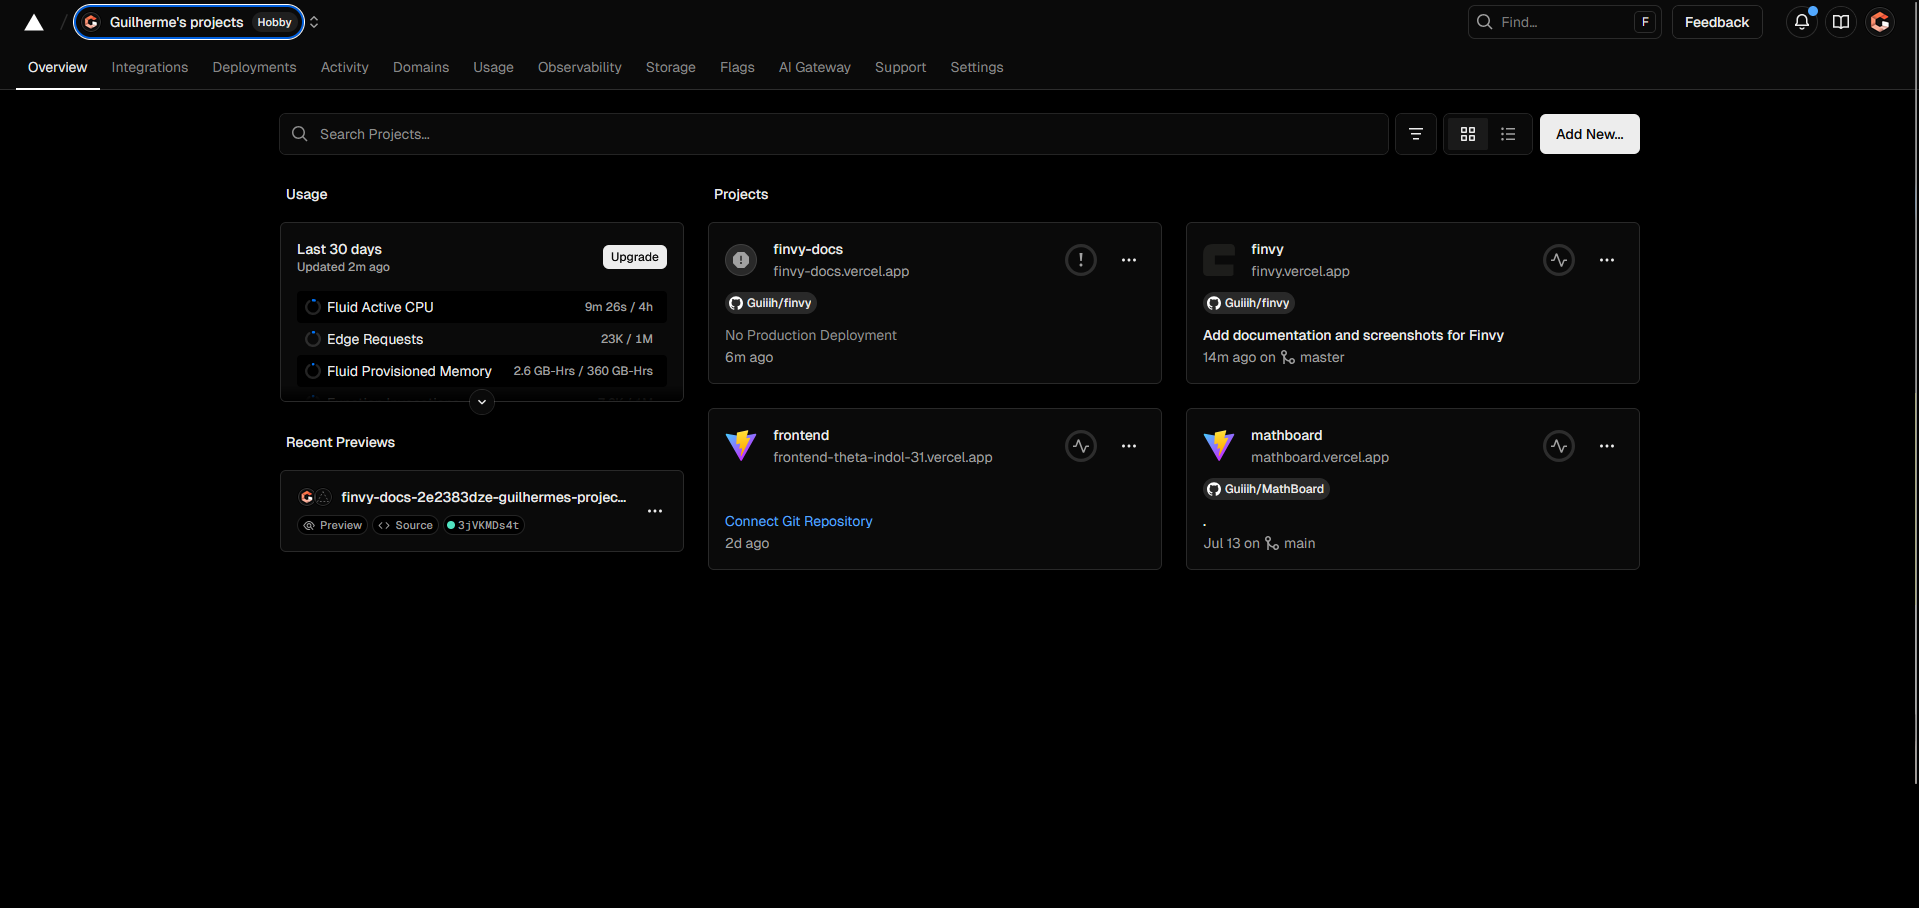 Guilherme's projects Hobby
Find... F
Feedback
Overview Integrations Deployments Activity Domains Usage Observability Storage Flags AI Gateway Support Settings
Search Projects...
Add New...
Usage
Last 30 days
Updated 2m ago
Upgrade
Fluid Active CPU 9m 26s / 4h
Edge Requests 23K / 1M
Fluid Provisioned Memory 2.6 GB-Hrs / 360 GB-Hrs
Recent Previews
finvy-docs-2e2383dze-guilhermes-projec...
Preview Source 3jVKMDs4t
Projects
finvy-docs
finvy-docs.vercel.app
Guiiih/finvy
No Production Deployment
6m ago
finvy
finvy.vercel.app
Guiiih/finvy
Add documentation and screenshots for Finvy
14m ago on master
frontend
frontend-theta-indol-31.vercel.app
Connect Git Repository
2d ago
mathboard
mathboard.vercel.app
Guiiih/MathBoard
.
Jul 13 on main